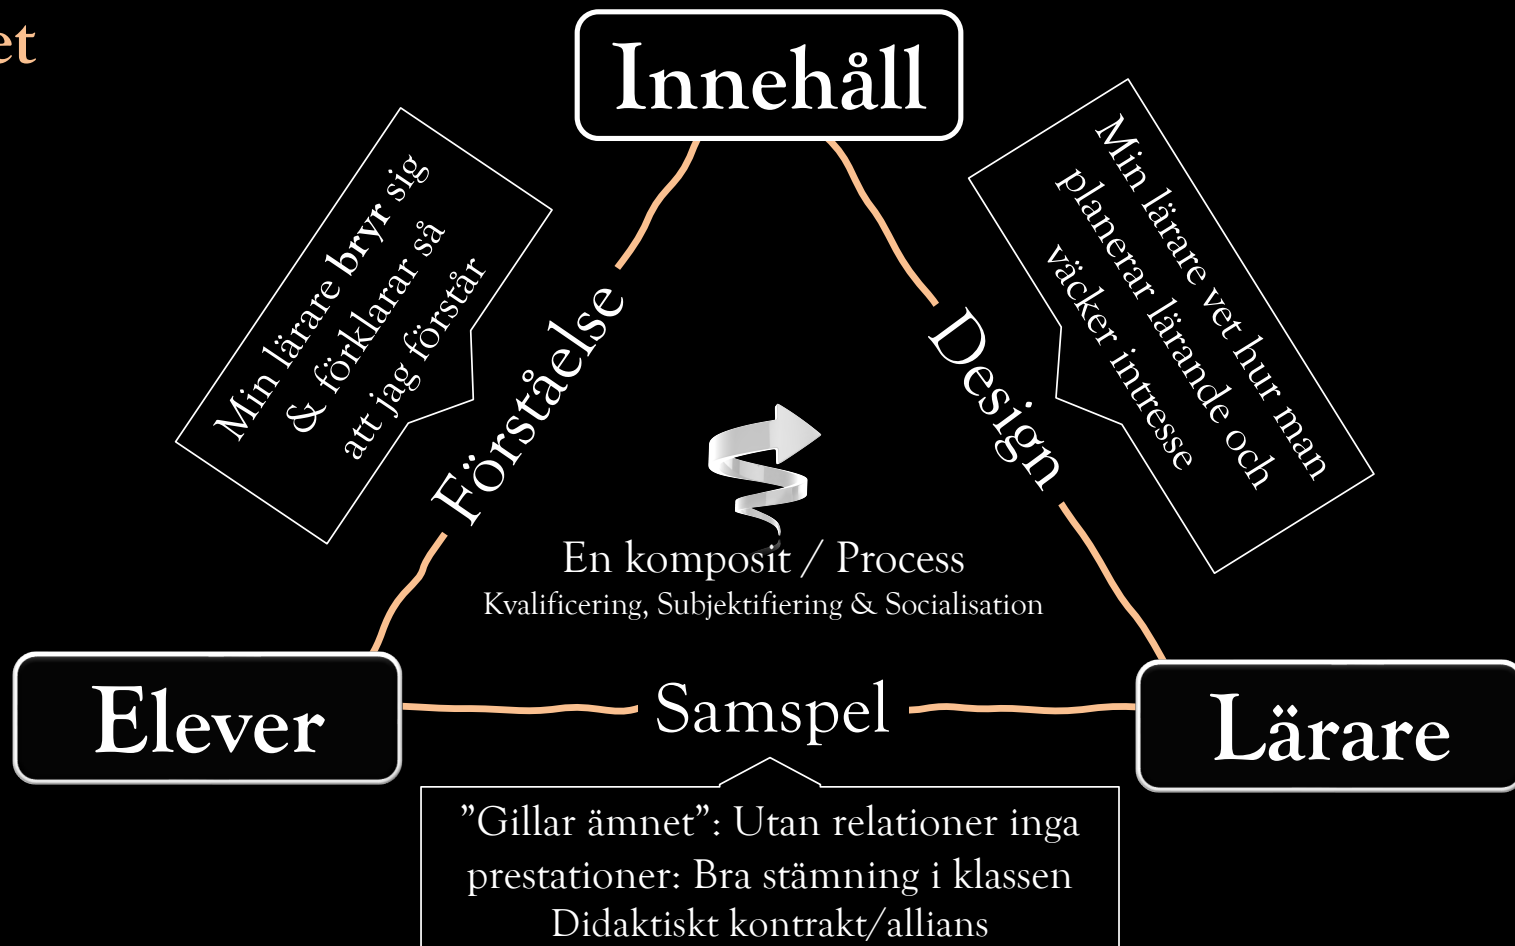 et
Innehåll
Min lärare bryr sig
& förklarar så
att jag förstår
Min lärare vet hur man
planerar lärande och
väcker intresse
Förståelse
Design
En komposit / Process
Kvalificering, Subjektifiering & Socialisation
Elever
Samspel
Lärare
”Gillar ämnet”: Utan relationer inga
prestationer: Bra stämning i klassen
Didaktiskt kontrakt/allians